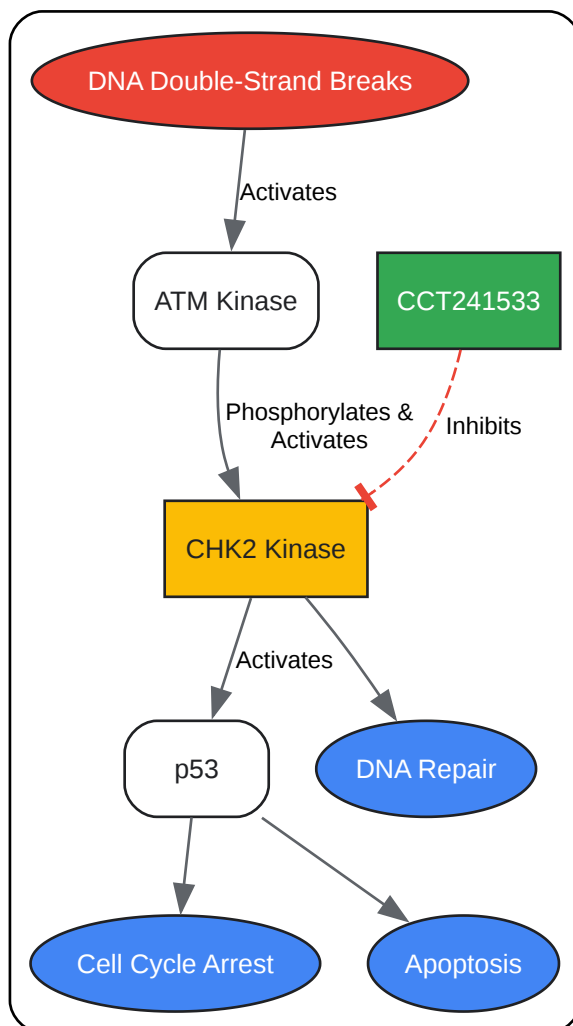 DNA Double-Strand Breaks
Activates
ATM Kinase
CCT241533
Phosphorylates &
Activates
Inhibits
CHK2 Kinase
Activates
p53
DNA Repair
Cell Cycle Arrest
Apoptosis